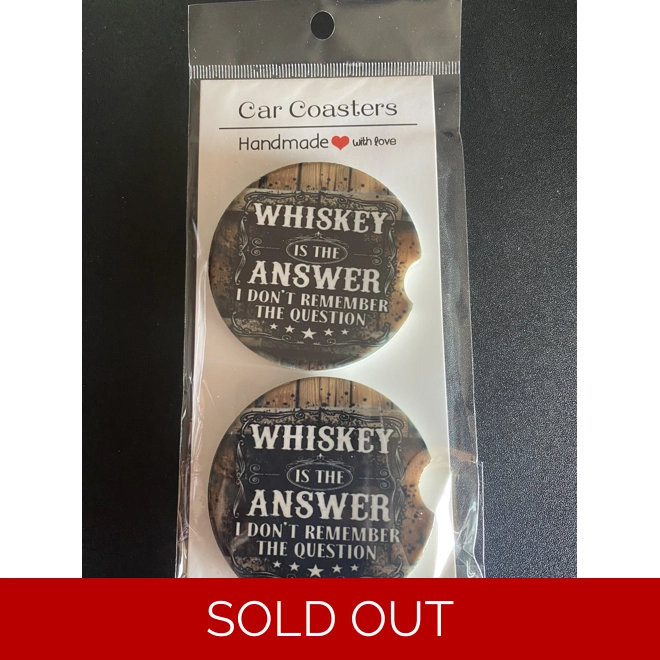 Car Coasters
Handmade with love
WHISKEY
IS THE
ANSWER
I DON'T REMEMBER
THE QUESTION
WHISKEY
IS THE
ANSWER
I DON'T REMEMBER
THE QUESTION
SOLD OUT